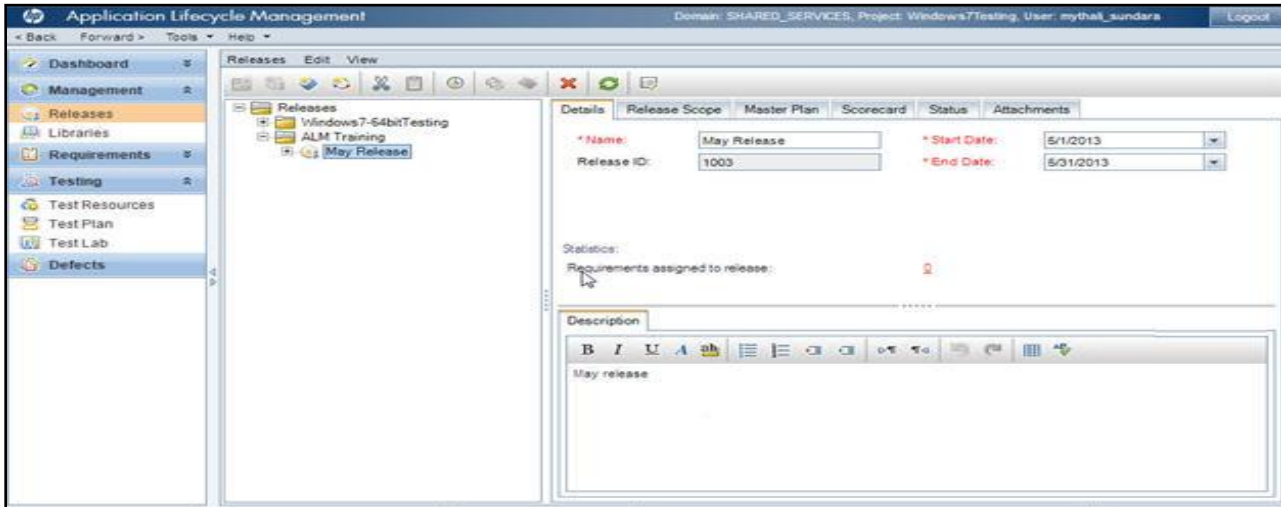 hp Application Lifecycle Management Domain: SHARED_SERVICES, Project: Windows7Testing, User: mythali_sundara Logout
< Back Forward > Tools Help
Dashboard
Management
Releases
Libraries
Requirements
Testing
Test Resources
Test Plan
Test Lab
Defects
Releases Edit View
Releases
Windows7-64bitTesting
ALM Training
May Release
Details Release Scope Master Plan Scorecard Status Attachments
* Name: May Release * Start Date: 5/1/2013
Release ID: 1003 * End Date: 5/31/2013
Statistics:
Requirements assigned to release: 0
Description
B I U A ab
May release